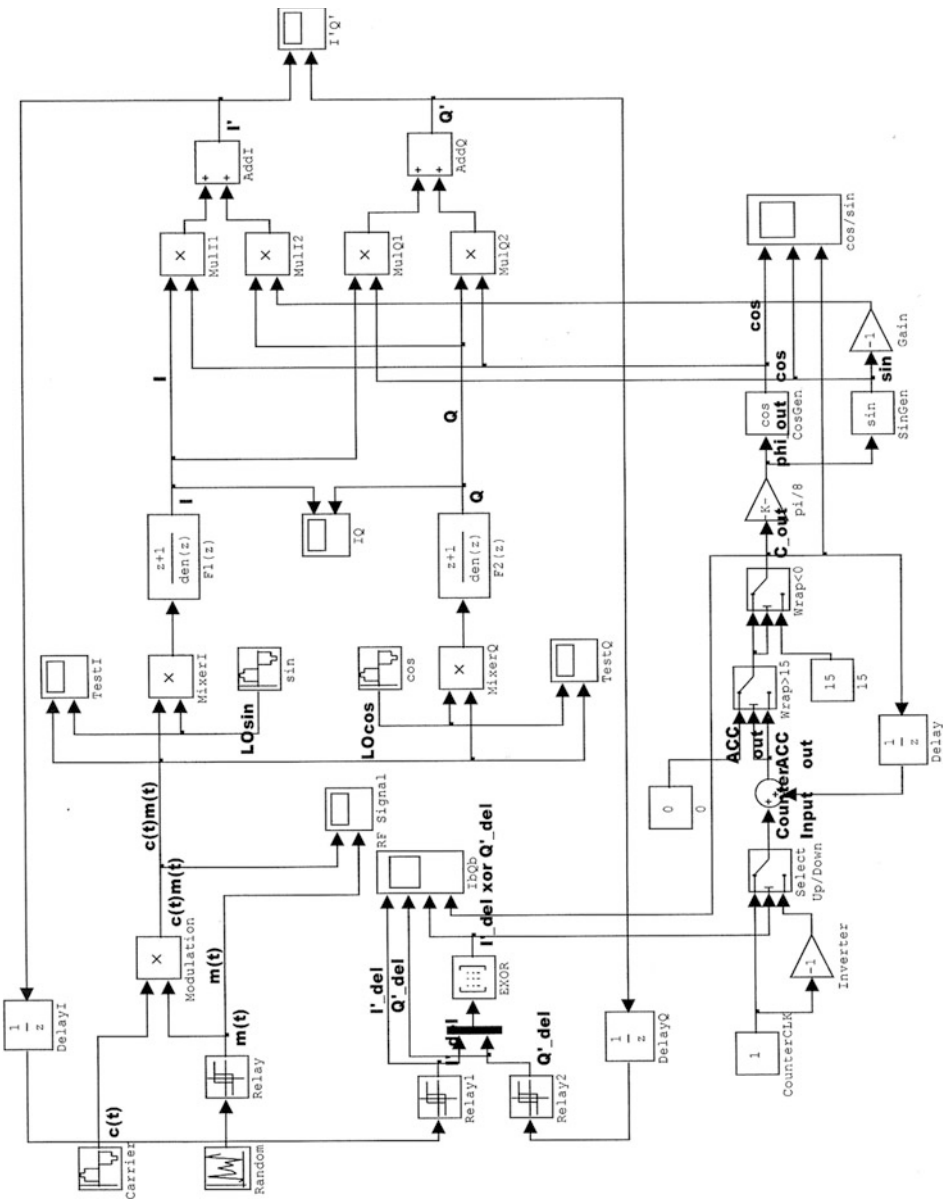 I'Q'
I'
Q'
+
+
AddI
+
+
AddQ
×
MulI1
×
MulI2
×
MulQ1
×
MulQ2
cos/sin
cos
-1
Gain
I
cos
sin
Q
cos
CosGen
sin
SinGen
phi_out
I
Q
-K-
pi/8
z+1
den(z)
F1(z)
IQ
z+1
den(z)
F2(z)
C_out
Wrap<0
TestI
×
MixerI
sin
cos
×
MixerQ
TestQ
Wrap>15
15
15
LOsin
LOcos
ACC
out
1
z
Delay
0
0
+
+
CounterACC
Input out
c(t)m(t)
RF Signal
IbQb
I'_del xor Q'_del
Select
Up/Down
c(t)m(t)
×
Modulation
m(t)
I'_del
Q'_del
EXOR
-1
Inverter
1
z
DelayI
m(t)
Relay
I'_del
Q'_del
Relay1
Relay2
1
z
DelayQ
1
CounterCLK
c(t)
Carrier
Random